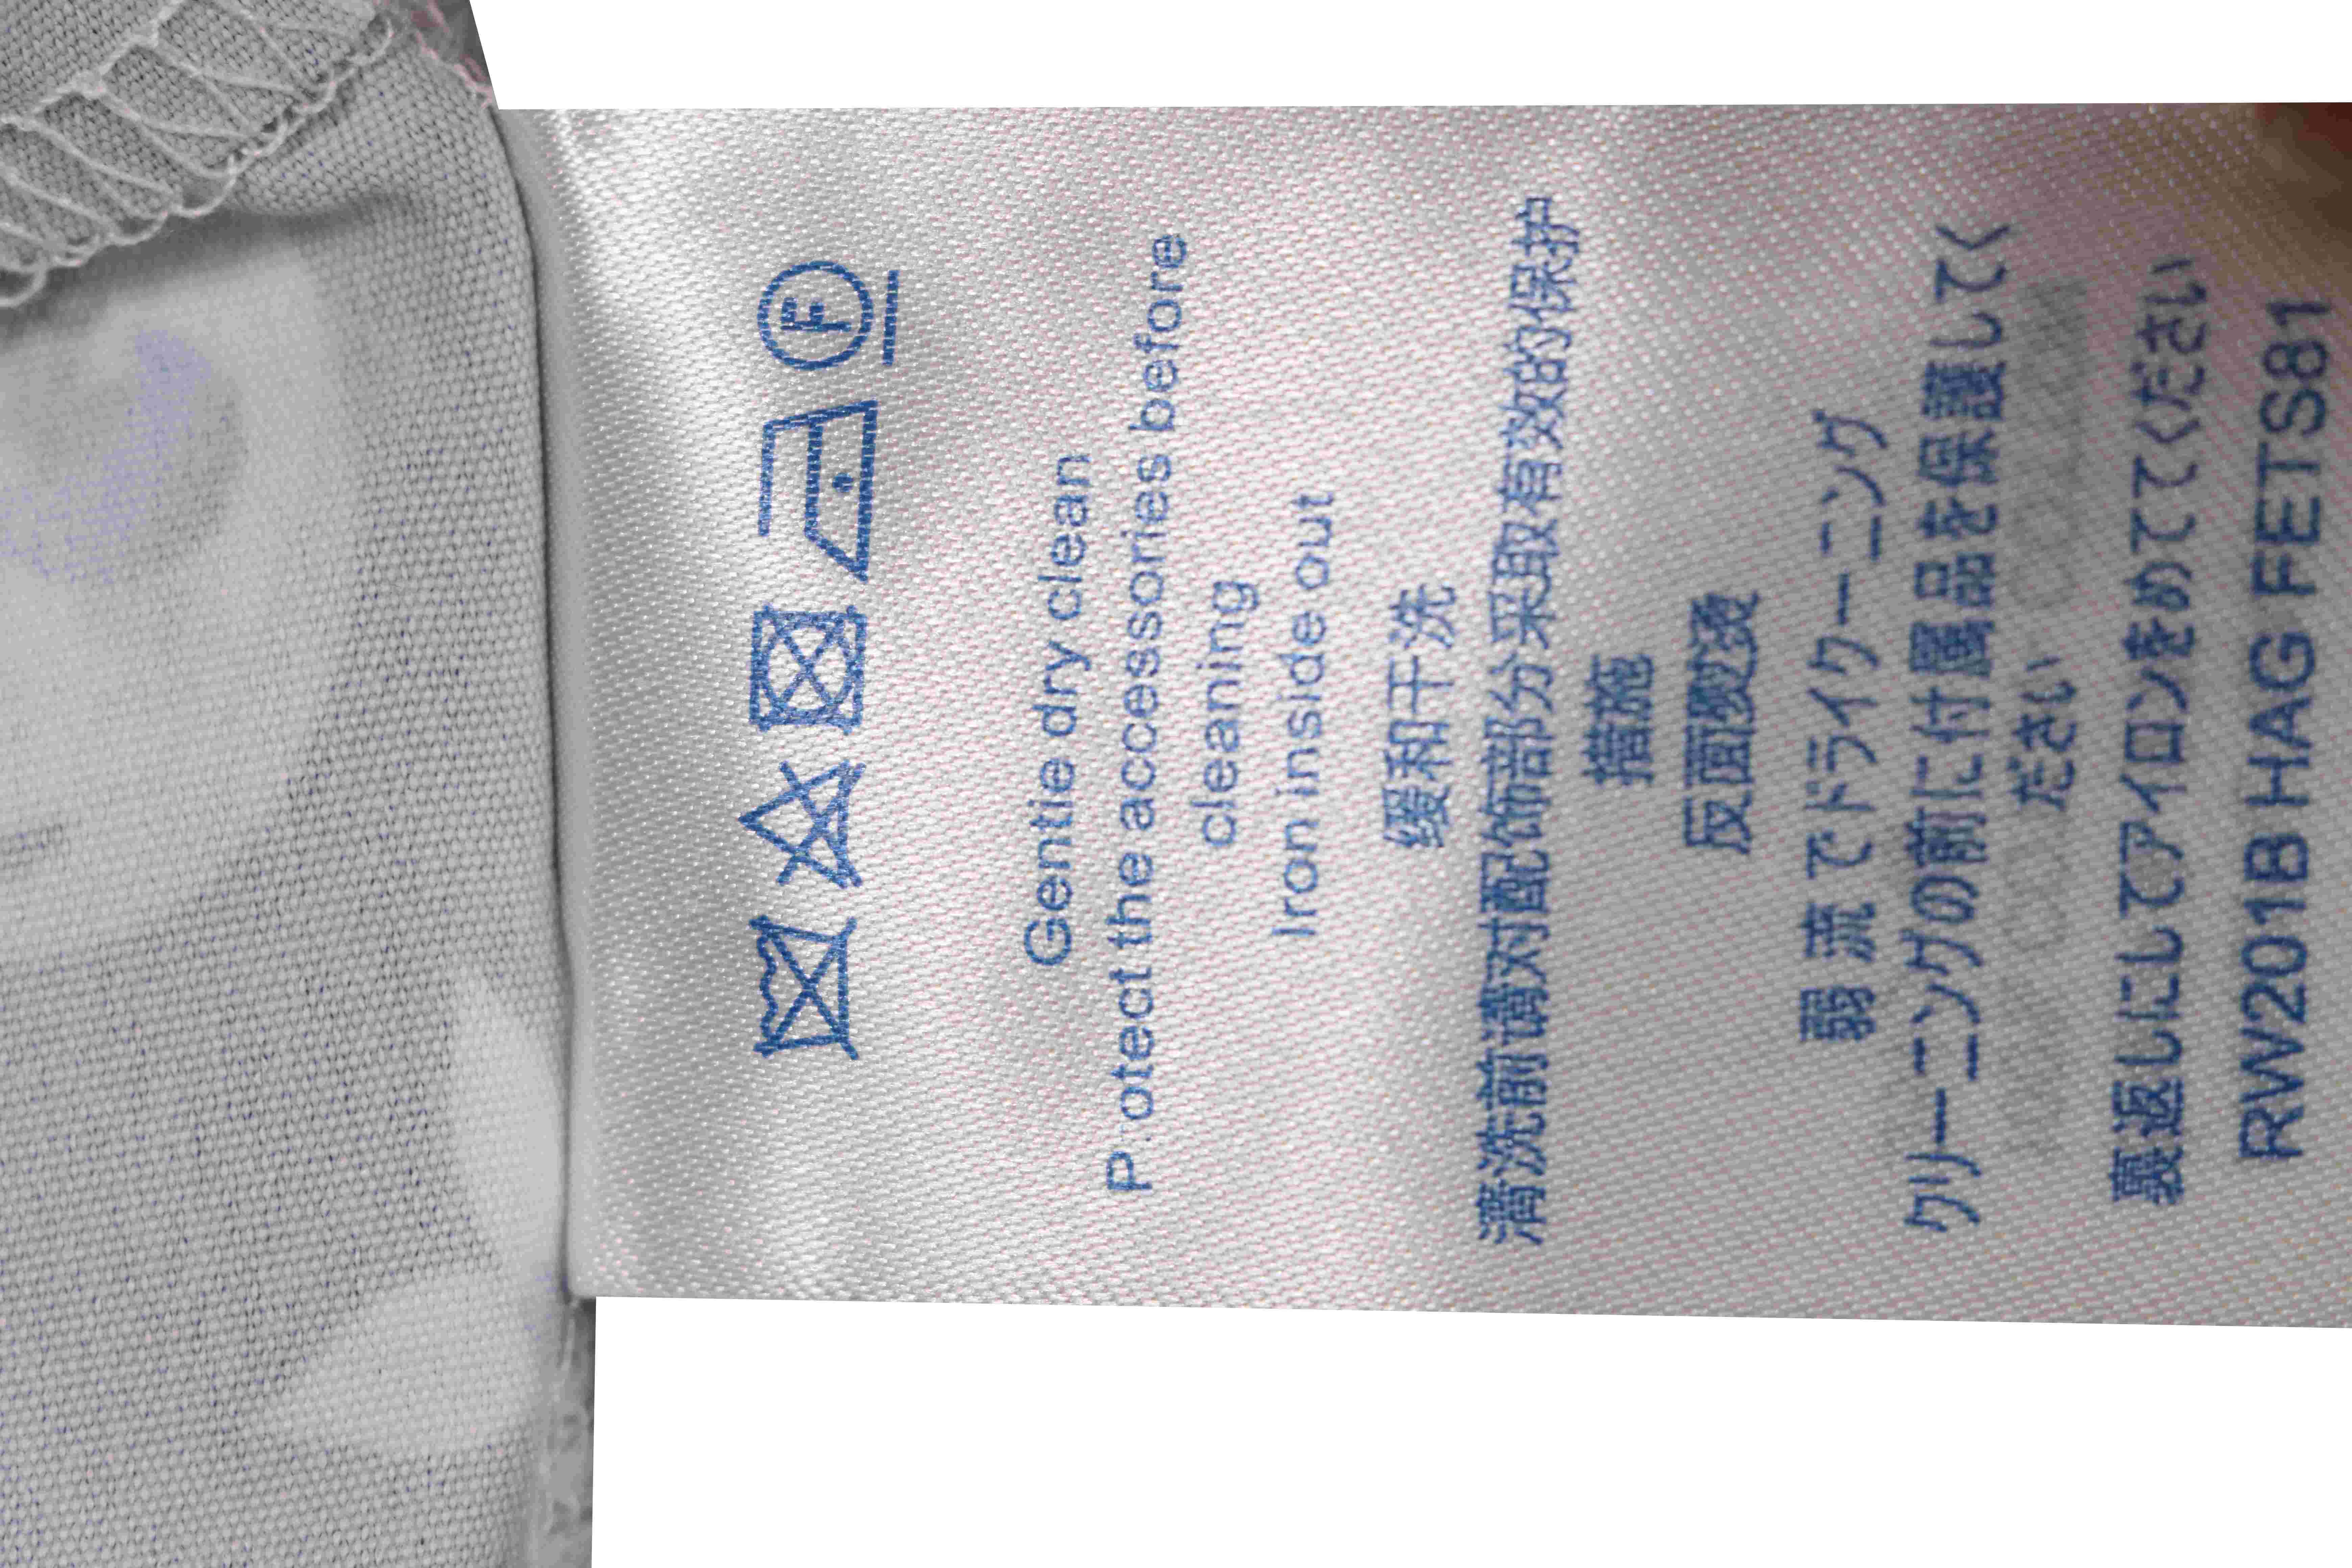 F
Gentle dry clean
Protect the accessories before
cleaning
Iron inside out
缓和干洗
清洗前请对配饰部分采取有效的保护
措施
反面熨烫
弱流でドライクーニング
クリーニングの前に付属品を保護してく
ださい
裏返しにしてアイロンをめててください
RW201B HAG FETS81